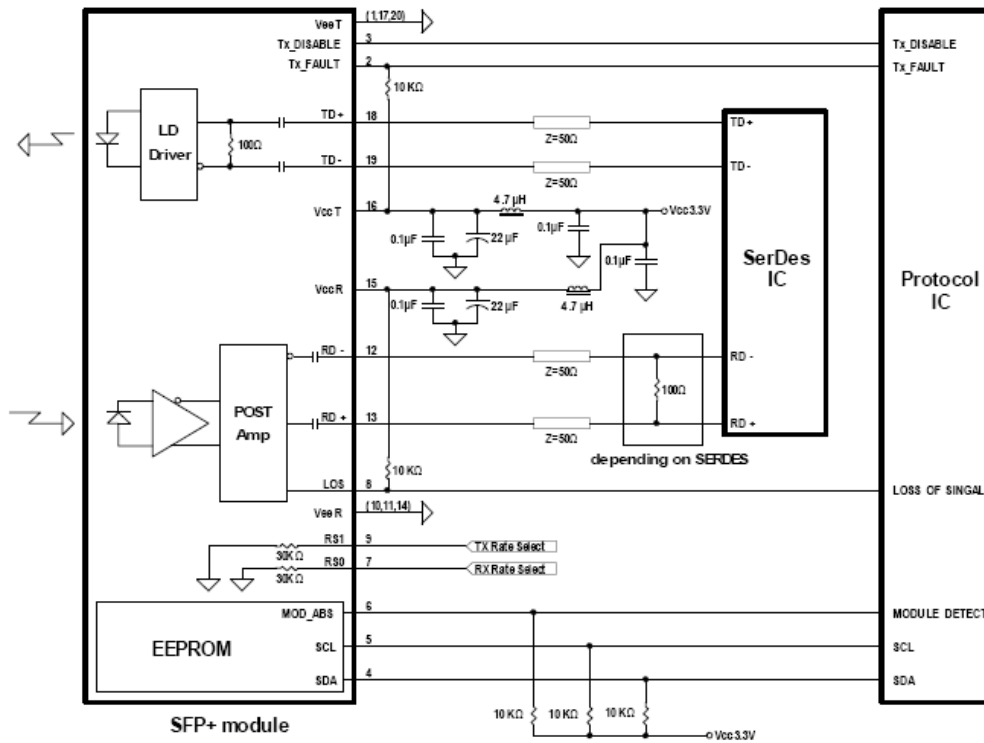 VeeT (1,17,20)
Tx_DISABLE 3 Tx_DISABLE
Tx_FAULT 2 Tx_FAULT
10 KΩ
LD Driver
100Ω
TD+ 18 TD+
Z=50Ω
TD- 19 TD-
Z=50Ω
VccT 16
4.7 µH
Vcc3.3V
0.1µF
22 µF
0.1µF
0.1µF
SerDes IC
Protocol IC
VccR 15
0.1µF
22 µF
4.7 µH
RD - 12 RD -
Z=50Ω
100Ω
POST Amp
RD + 13 RD +
Z=50Ω
depending on SERDES
10 KΩ
LOS 8 LOSS OF SINGAL
VeeR (10,11,14)
RS1 9 TX Rate Select
30KΩ
RS0 7 RX Rate Select
30KΩ
MOD_ABS 6 MODULE DETECT
EEPROM
SCL 5 SCL
SDA 4 SDA
10 KΩ 10 KΩ 10 KΩ
SFP+ module
Vcc3.3V